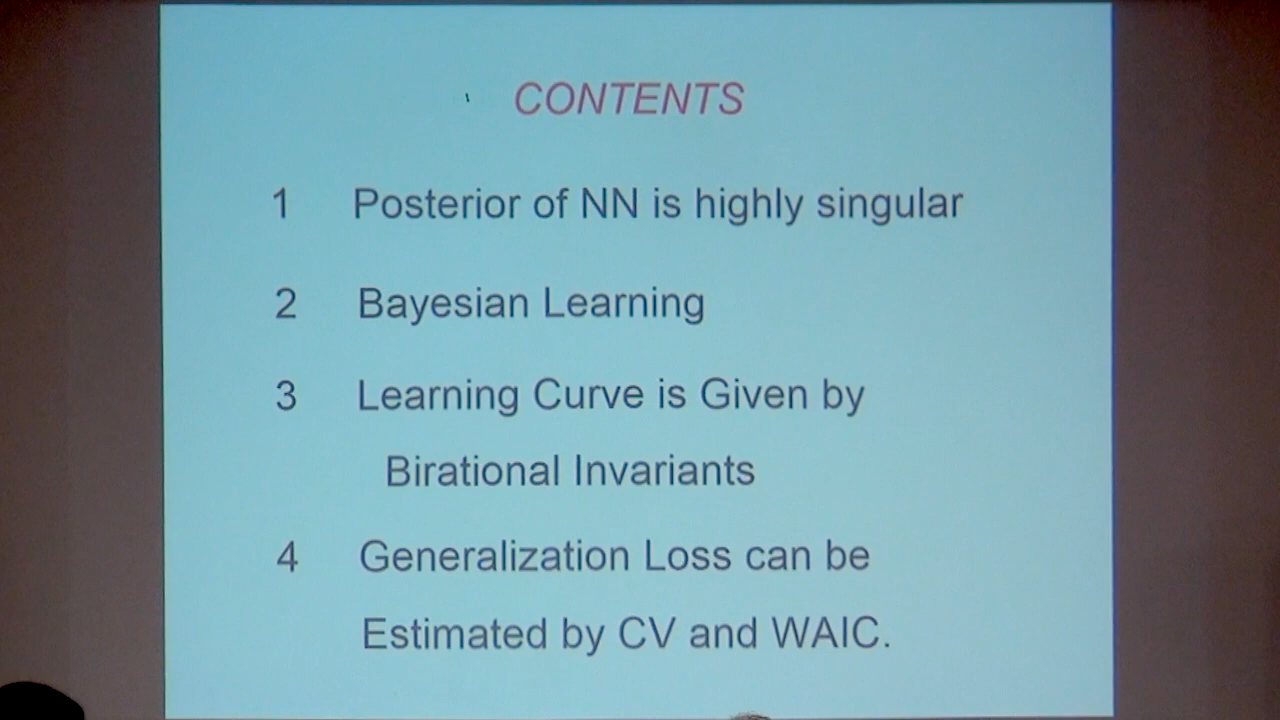 CONTENTS
1 Posterior of NN is highly singular
2 Bayesian Learning
3 Learning Curve is Given by
Birational Invariants
4 Generalization Loss can be
Estimated by CV and WAIC.